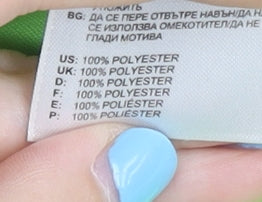 УТЮЖИТЬ
BG: ДА СЕ ПЕРЕ ОТВЪТРЕ НАВЪН/ДА
СЕ ИЗПОЛЗВА ОМЕКОТИТЕЛ/ДА НЕ
ГЛАДИ МОТИВА
US: 100% POLYESTER
UK: 100% POLYESTER
D: 100% POLYESTER
F: 100% POLYESTER
E: 100% POLIÉSTER
P: 100% POLIÉSTER